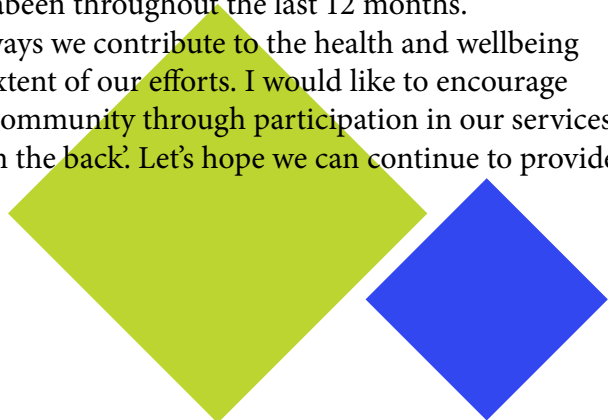 been throughout the last 12 months.
ways we contribute to the health and wellbeing
extent of our efforts. I would like to encourage
community through participation in our services
the back’. Let’s hope we can continue to provide